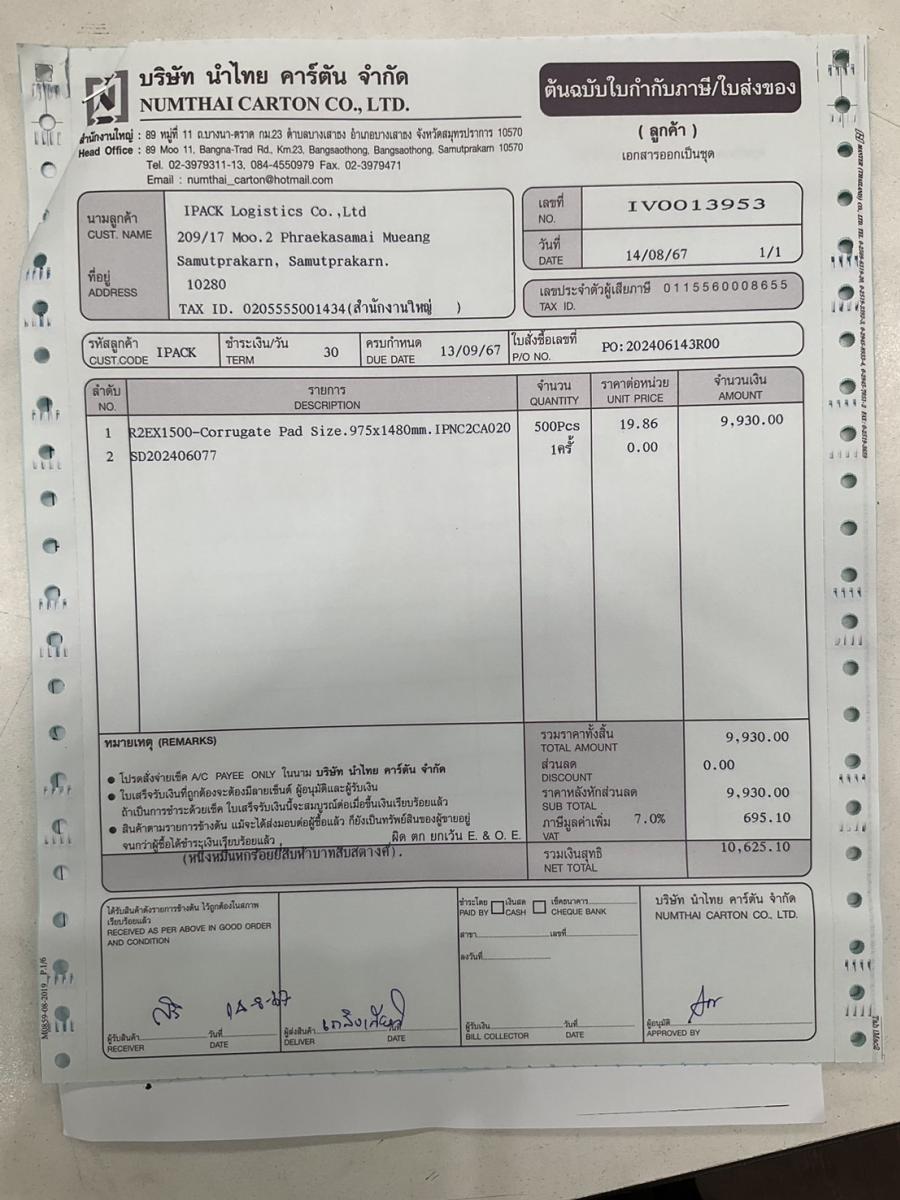 บริษัท นำไทย คาร์ตัน จำกัด
NUMTHAI CARTON CO., LTD.
ต้นฉบับใบกำกับภาษี/ใบส่งของ
( ลูกค้า )
เอกสารออกเป็นชุด
สำนักงานใหญ่ : 89 หมู่ที่ 11 ถ.บางนา-ตราด กม.23 ตำบลบางเสาธง อำเภอบางเสาธง จังหวัดสมุทรปราการ 10570
Head Office : 89 Moo 11, Bangna-Trad Rd., Km.23, Bangsaothong, Bangsaothong, Samutprakarn 10570
Tel. 02-3979311-13, 084-4550979 Fax. 02-3979471
Email : numthai_carton@hotmail.com
นามลูกค้า
CUST. NAME
ที่อยู่
ADDRESS
IPACK Logistics Co.,Ltd
209/17 Moo.2 Phraekasamai Mueang
Samutprakarn, Samutprakarn.
10280
TAX ID. 0205555001434(สำนักงานใหญ่ )
เลขที่
NO. IV0013953
วันที่
DATE 14/08/67 1/1
เลขประจำตัวผู้เสียภาษี 0115560008655
TAX ID.
รหัสลูกค้า
CUST.CODE IPACK
ชำระเงิน/วัน
TERM 30
ครบกำหนด
DUE DATE 13/09/67
ใบสั่งซื้อเลขที่
P/O NO. PO:202406143R00
ลำดับ รายการ จำนวน ราคาต่อหน่วย จำนวนเงิน
NO. DESCRIPTION QUANTITY UNIT PRICE AMOUNT
1 R2EX1500-Corrugate Pad Size.975x1480mm.IPNC2CA020 500Pcs 19.86 9,930.00
2 SD202406077 1ครั้ 0.00
หมายเหตุ (REMARKS)
โปรดสั่งจ่ายเช็ค A/C PAYEE ONLY ในนาม บริษัท นำไทย คาร์ตัน จำกัด
ใบเสร็จรับเงินที่ถูกต้องจะต้องมีลายเซ็นต์ ผู้อนุมัติและผู้รับเงิน
ถ้าเป็นการชำระด้วยเช็ค ใบเสร็จรับเงินนี้จะสมบูรณ์ต่อเมื่อขึ้นเงินเรียบร้อยแล้ว
สินค้าตามรายการข้างต้น แม้จะได้ส่งมอบต่อผู้ซื้อแล้ว ก็ยังเป็นทรัพย์สินของผู้ขายอยู่
จนกว่าผู้ซื้อได้ชำระเงินเรียบร้อยแล้ว ผิด ตก ยกเว้น E. & O. E.
(หนึ่งหมื่นหกร้อยยี่สิบห้าบาทสิบสตางค์).
รวมราคาทั้งสิ้น
TOTAL AMOUNT 9,930.00
ส่วนลด
DISCOUNT 0.00
ราคาหลังหักส่วนลด
SUB TOTAL 9,930.00
ภาษีมูลค่าเพิ่ม 7.0% 695.10
VAT
รวมเงินสุทธิ 10,625.10
NET TOTAL
ได้รับสินค้าดังรายการข้างต้น ไว้ถูกต้องในสภาพ
เรียบร้อยแล้ว
RECEIVED AS PER ABOVE IN GOOD ORDER
AND CONDITION
14-8-67
ผู้รับสินค้า วันที่
RECEIVER DATE
ผู้ส่งสินค้า วันที่
DELIVER DATE
ชำระโดย เงินสด เช็คธนาคาร
PAID BY CASH CHEQUE BANK
สาขา เลขที่
ลงวันที่
ผู้รับเงิน วันที่
BILL COLLECTOR DATE
บริษัท นำไทย คาร์ตัน จำกัด
NUMTHAI CARTON CO., LTD.
ผู้อนุมัติ
APPROVED BY
M0859-08-2019 P.1/6